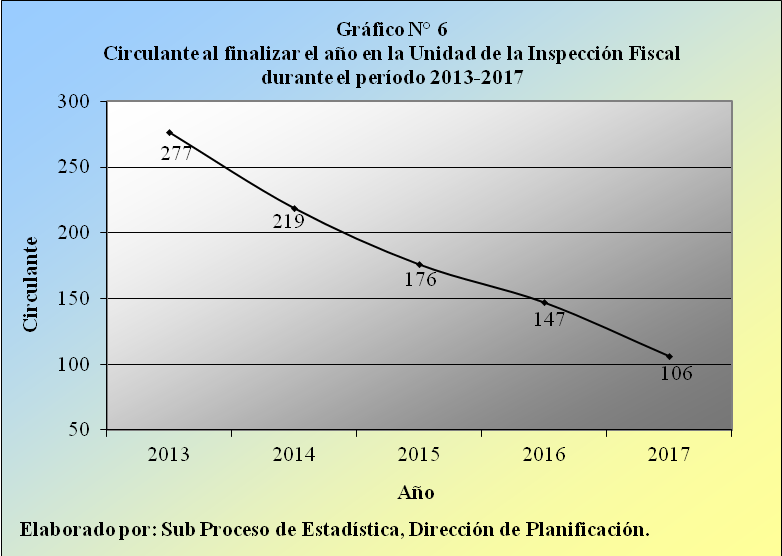 Gráfico N° 6
Circulante al finalizar el año en la Unidad de la Inspección Fiscal
durante el período 2013-2017
300
250
200
150
100
50
Circulante
277
219
176
147
106
2013 2014 2015 2016 2017
Año
Elaborado por: Sub Proceso de Estadística, Dirección de Planificación.